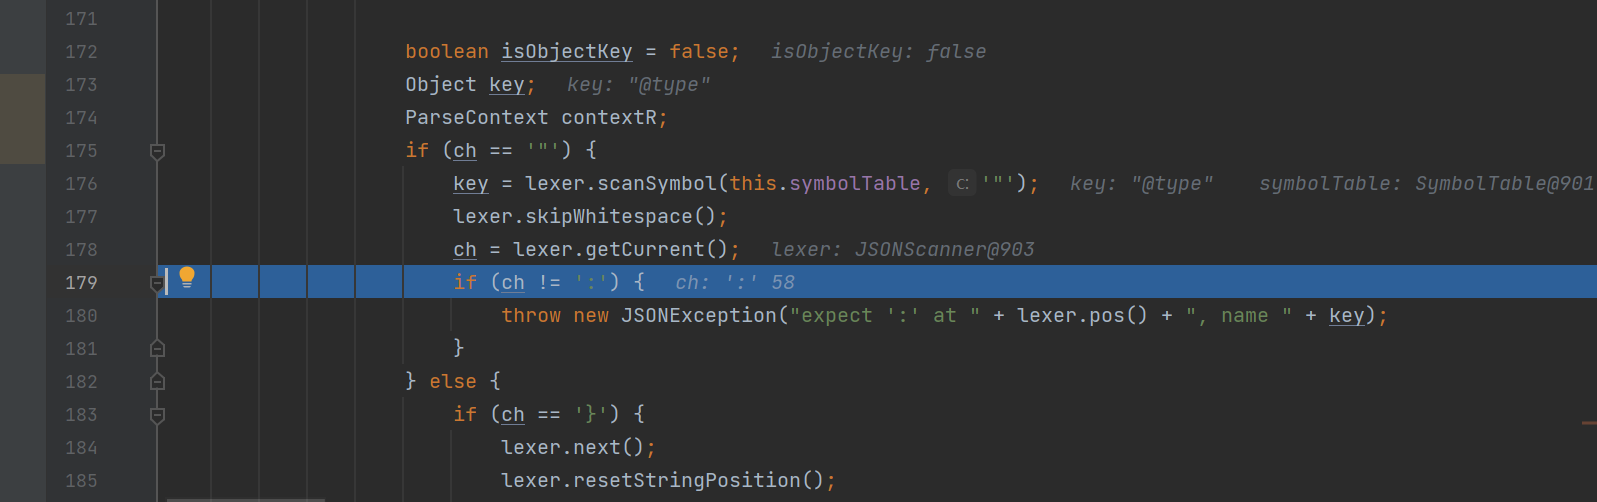 171
172 boolean isObjectKey = false; isObjectKey: false
173 Object key; key: "@type"
174 ParseContext contextR;
175 if (ch == '"') {
176 key = lexer.scanSymbol(this.symbolTable, c: '"'); key: "@type" symbolTable: SymbolTable@901
177 lexer.skipWhitespace();
178 ch = lexer.getCurrent(); lexer: JSONScanner@903
179 if (ch != ':') { ch: ':' 58
180 throw new JSONException("expect ':' at " + lexer.pos() + ", name " + key);
181 }
182 } else {
183 if (ch == '}') {
184 lexer.next();
185 lexer.resetStringPosition();